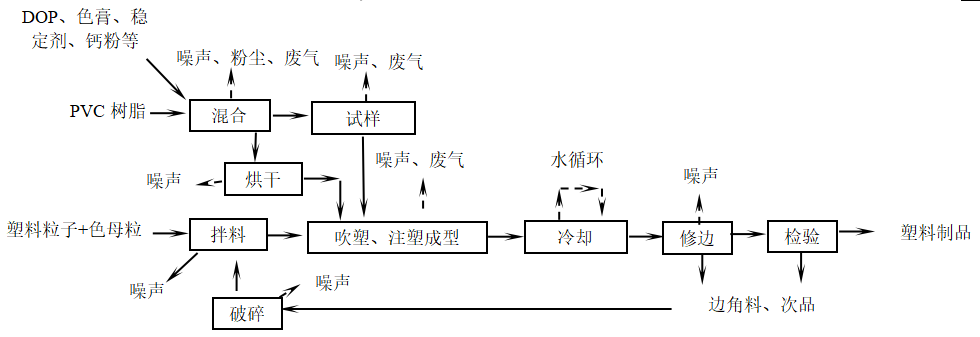 DOP、色膏、稳
定剂、钙粉等
噪声、粉尘、废气
噪声、废气
PVC 树脂
混合
试样
噪声
烘干
噪声、废气
水循环
噪声
塑料粒子+色母粒
拌料
吹塑、注塑成型
冷却
修边
检验
塑料制品
噪声
噪声
破碎
边角料、次品